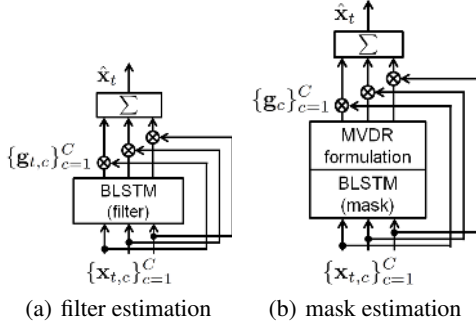 x̂_t
∑
{g_{t,c}}_{c=1}^C
BLSTM
(filter)
{x_{t,c}}_{c=1}^C
(a) filter estimation
x̂_t
∑
{g_c}_{c=1}^C
MVDR
formulation
BLSTM
(mask)
{x_{t,c}}_{c=1}^C
(b) mask estimation